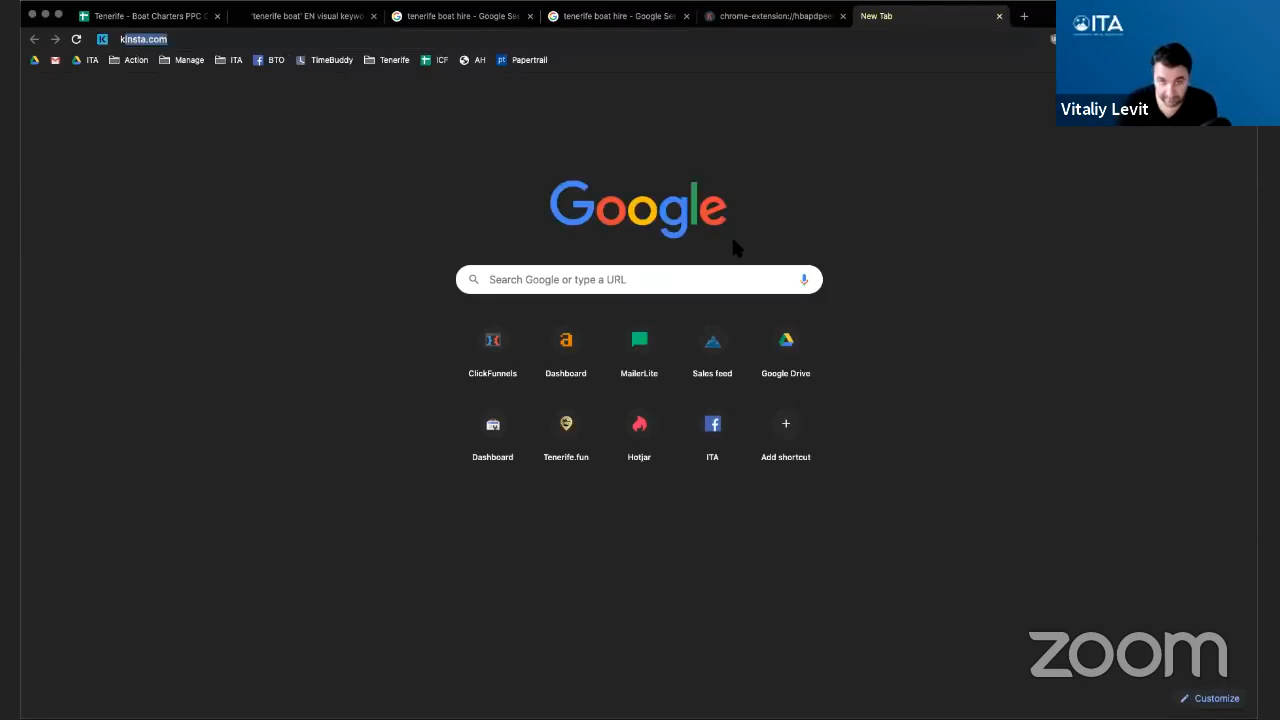 Tenerife - Boat Charters PPC
'tenerife boat' EN visual keywo
tenerife boat hire - Google Se
tenerife boat hire - Google Se
chrome-extension://hbapdpee
New Tab
kinsta.com
ITA
Action
Manage
ITA
BTO
TimeBuddy
Tenerife
ICF
AH
Papertrail
ITA
Vitaliy Levit
Google
Search Google or type a URL
ClickFunnels
Dashboard
MailerLite
Sales feed
Google Drive
Dashboard
Tenerife.fun
Hotjar
ITA
Add shortcut
zoom
Customize